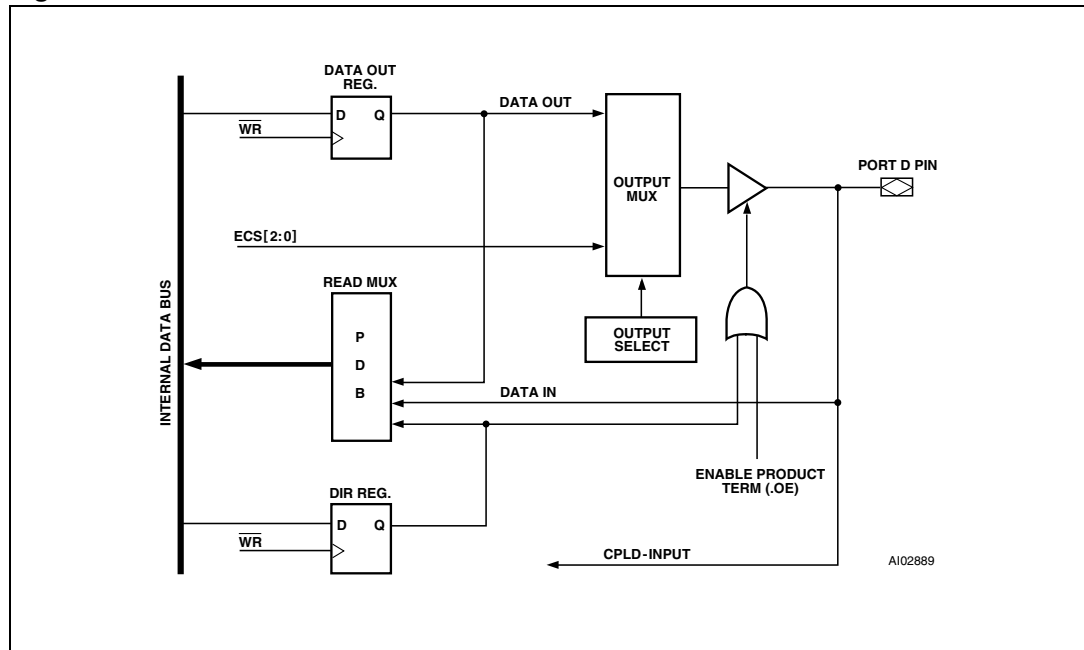 DATA OUT
REG.
D Q
WR
DATA OUT
OUTPUT
MUX
PORT D PIN
ECS[2:0]
READ MUX
P
D
B
OUTPUT
SELECT
INTERNAL DATA BUS
DATA IN
ENABLE PRODUCT
TERM (.OE)
DIR REG.
D Q
WR
CPLD-INPUT
AI02889